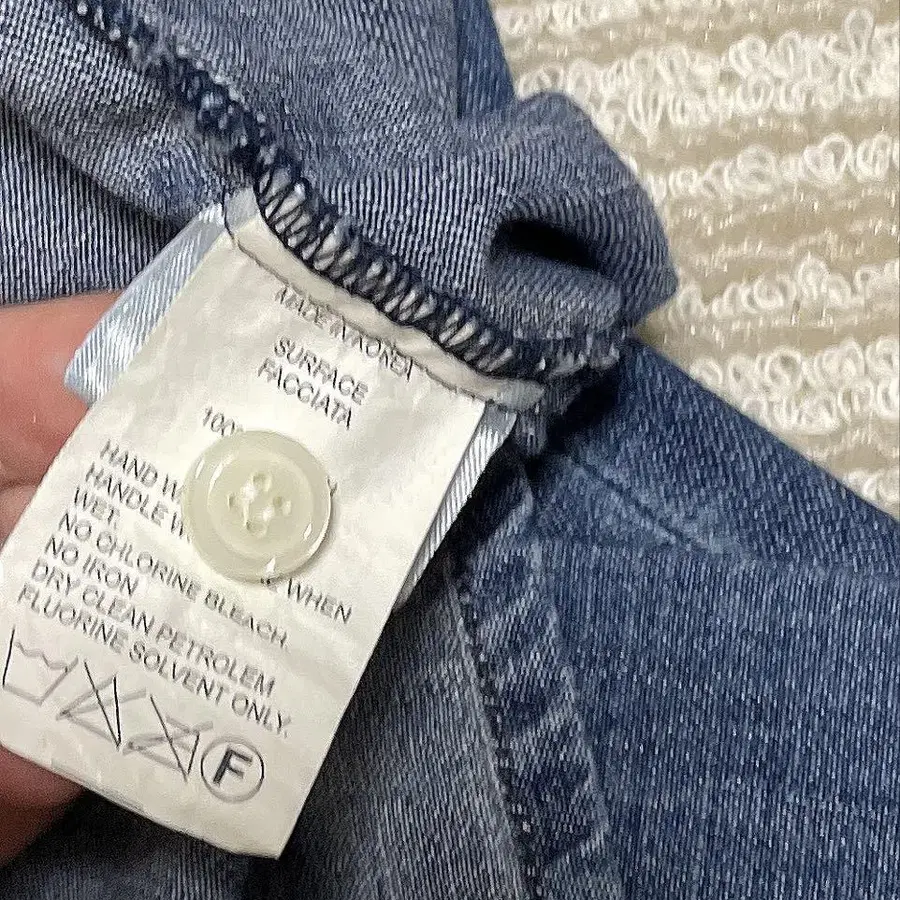 MADE IN KOREA
SURFACE
FACCIATA
100
HAND
HANDLE WHEN
WET.
NO CHLORINE BLEACH.
NO IRON
DRY CLEAN PETROLEM
FLUORINE SOLVENT ONLY.
F